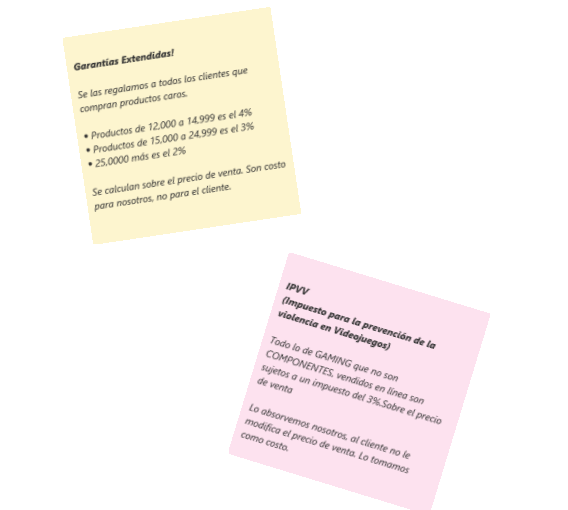 Garantías Extendidas!
Se las regalamos a todos los clientes que
compran productos caros.
• Productos de 12,000 a 14,999 es el 4%
• Productos de 15,000 a 24,999 es el 3%
• 25,0000 más es el 2%
Se calculan sobre el precio de venta. Son costo
para nosotros, no para el cliente.
IPVV
(Impuesto para la prevención de la
violencia en Videojuegos)
Todo lo de GAMING que no son
COMPONENTES, vendidos en línea son
sujetos a un impuesto del 3%.Sobre el precio
de venta
Lo absorvemos nosotros, al cliente no le
modifica el precio de venta. Lo tomamos
como costo.